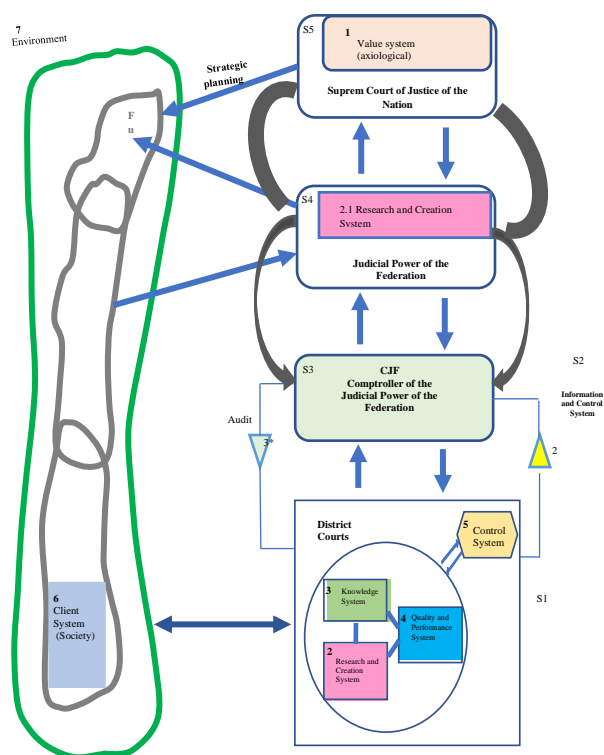 7
Environment
Strategic
planning
F
u
S5
1
Value system
(axiological)
Suprem Court of Justice of the
Nation
S4
2.1 Research and Creation
System
Judicial Power of the
Federation
S3
CJF
Comptroller of the
Judicial Power of the
Federation
S2
Information
and Control
System
Audit
3*
2
District
Courts
5
Control
System
3
Knowledge
System
4
Quality and
Performance
System
2
Research and
Creation
System
S1
6
Client
System
(Society)